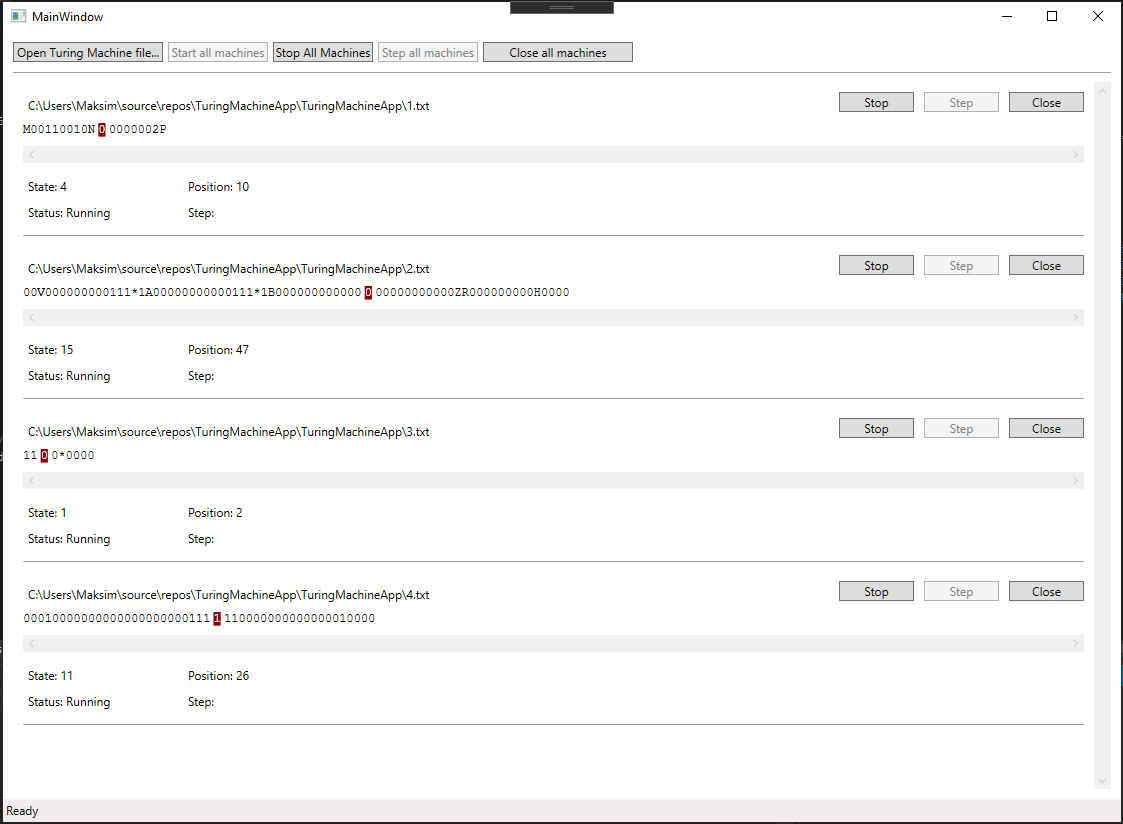 MainWindow
Open Turing Machine file... Start all machines Stop All Machines Step all machines Close all machines
C:\Users\Maksim\source\repos\TuringMachineApp\TuringMachineApp\1.txt Stop Step Close
M00110010N 0 0000002P
State: 4 Position: 10
Status: Running Step:
C:\Users\Maksim\source\repos\TuringMachineApp\TuringMachineApp\2.txt Stop Step Close
00V000000000111*1A00000000000111*1B000000000000 0 00000000000ZR000000000H0000
State: 15 Position: 47
Status: Running Step:
C:\Users\Maksim\source\repos\TuringMachineApp\TuringMachineApp\3.txt Stop Step Close
11 0 0*0000
State: 1 Position: 2
Status: Running Step:
C:\Users\Maksim\source\repos\TuringMachineApp\TuringMachineApp\4.txt Stop Step Close
00010000000000000000000111 1 110000000000000010000
State: 11 Position: 26
Status: Running Step:
Ready